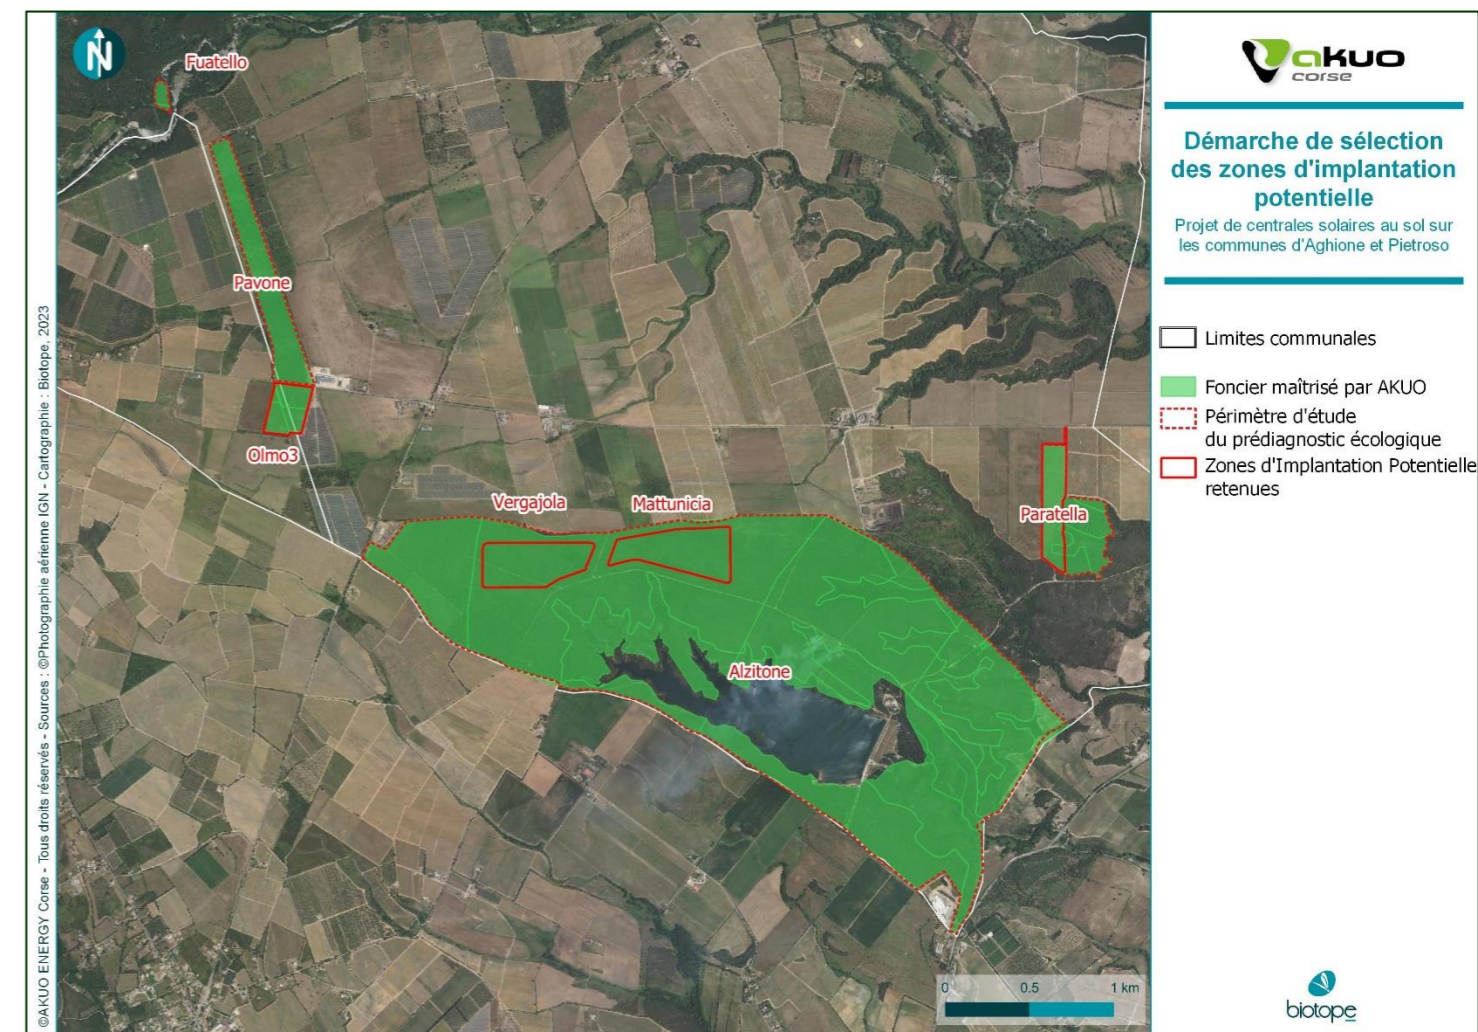 N
Fuatello
Pavone
Olmo3
Vergajola
Mattunicia
Paratella
Alzitone
0 0.5 1 km
©AKUO ENERGY Corse - Tous droits réservés - Sources : ©Photographie aérienne IGN - Cartographie : Biotope, 2023
akuo
corse
Démarche de sélection
des zones d'implantation
potentielle
Projet de centrales solaires au sol sur
les communes d'Aghione et Pietroso
Limites communales
Foncier maîtrisé par AKUO
Périmètre d'étude
du prédiagnostic écologique
Zones d'Implantation Potentielle
retenues
biotope